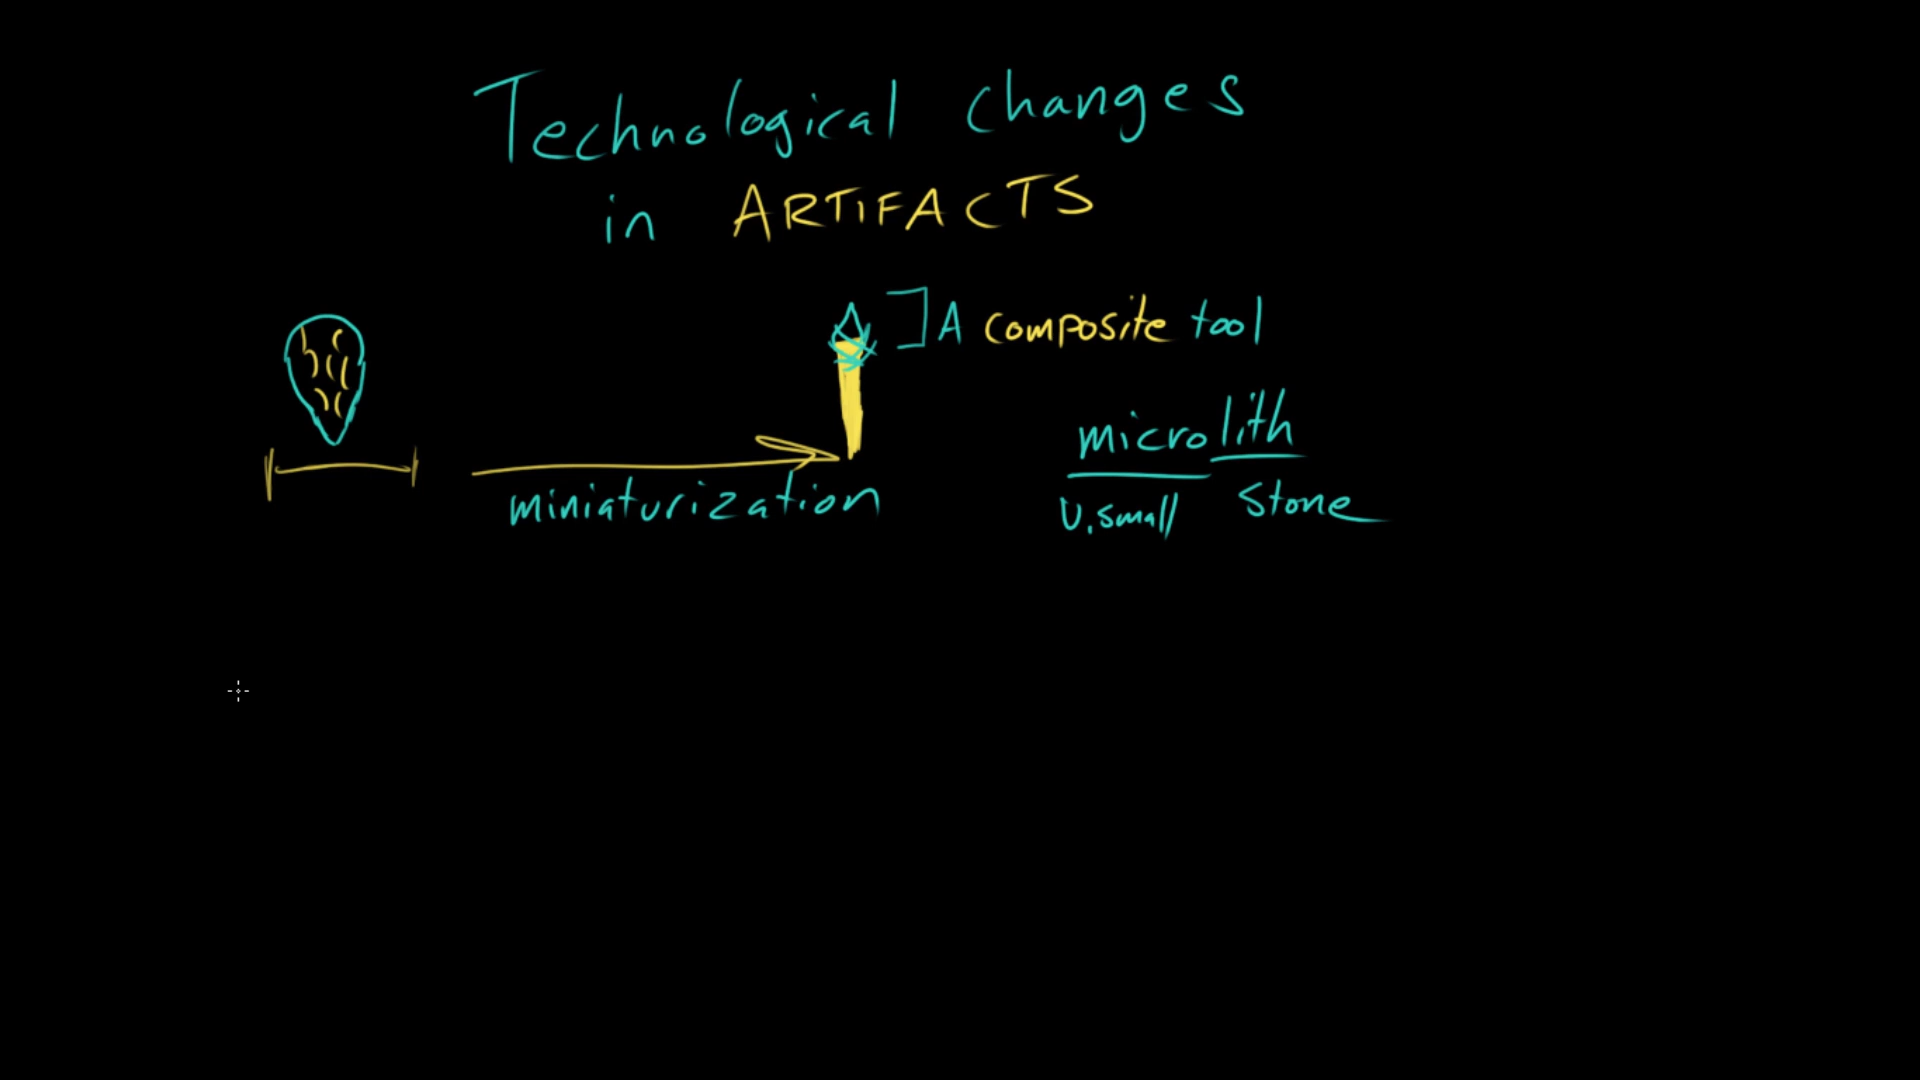 Technological changes
in ARTIFACTS
A composite tool
microlith
miniaturization
V.small stone